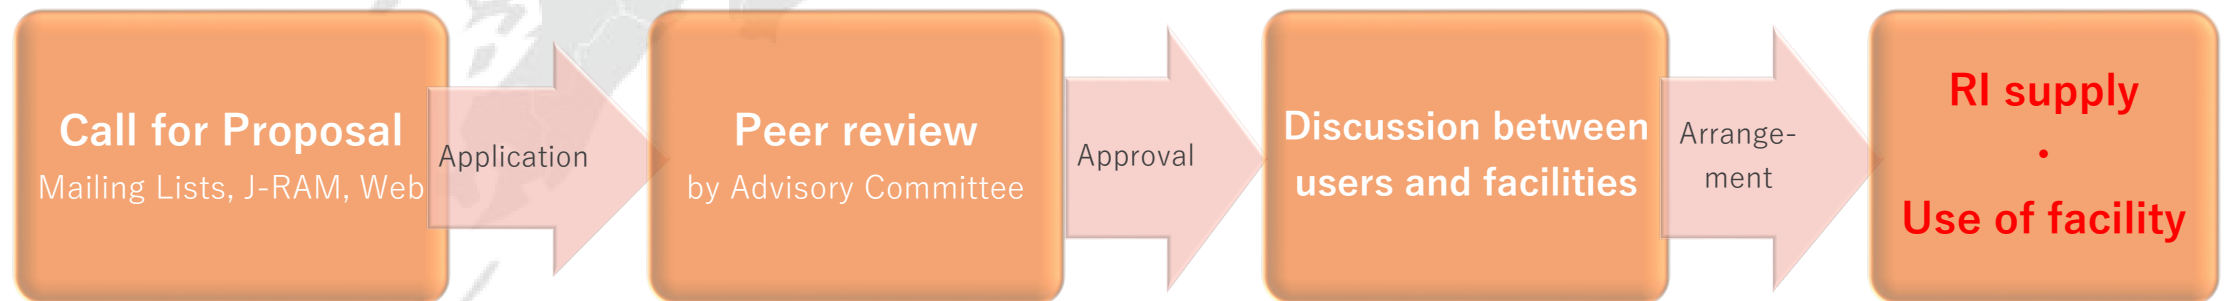 Call for Proposal
Mailing Lists, J-RAM, Web
Application
Peer review
by Advisory Committee
Approval
Discussion between
users and facilities
Arrange-
ment
RI supply
・
Use of facility